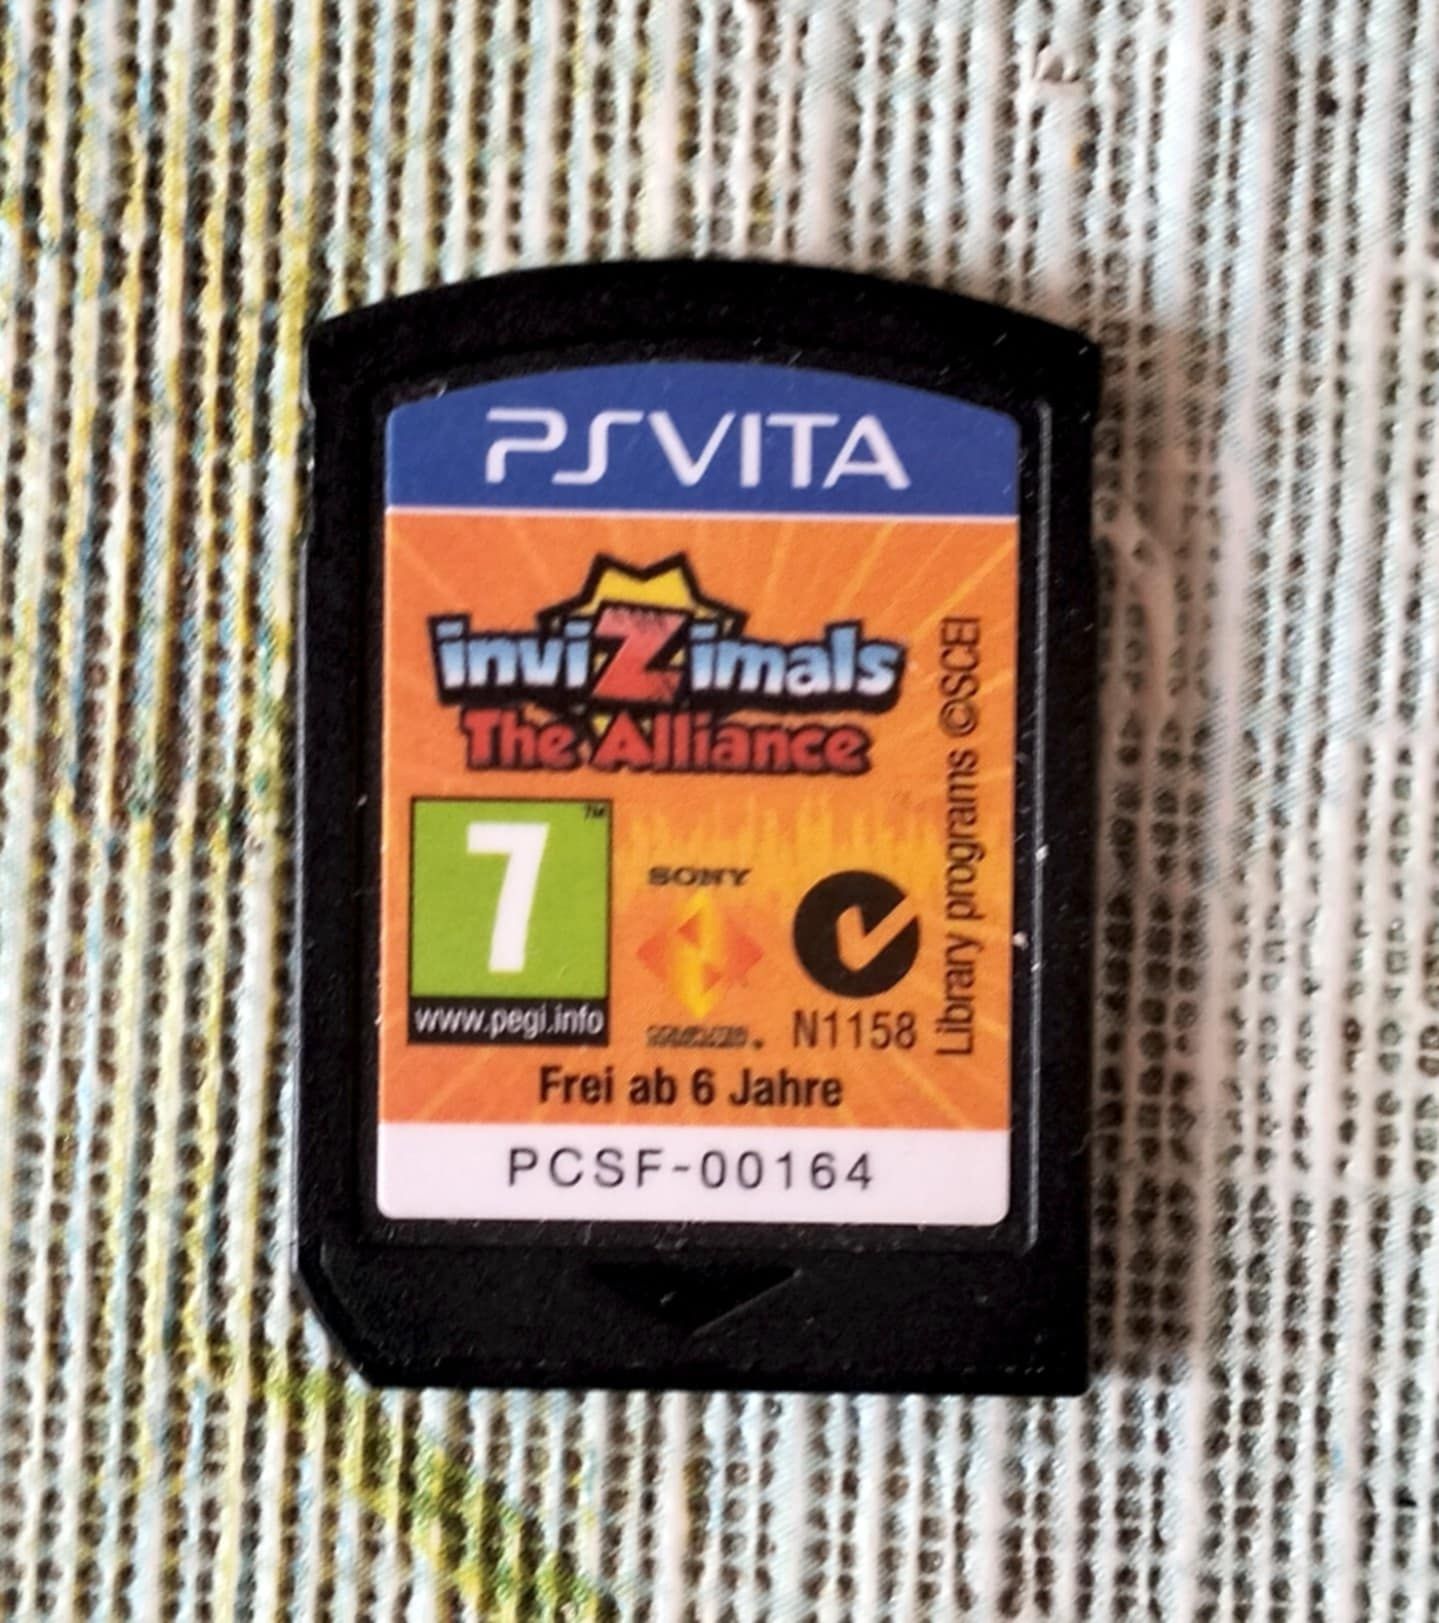 PSVITA
inviZimals
The Alliance
7
TM
www.pegi.info
SONY
N1158
Library programs ©SCEI
Frei ab 6 Jahre
PCSF-00164